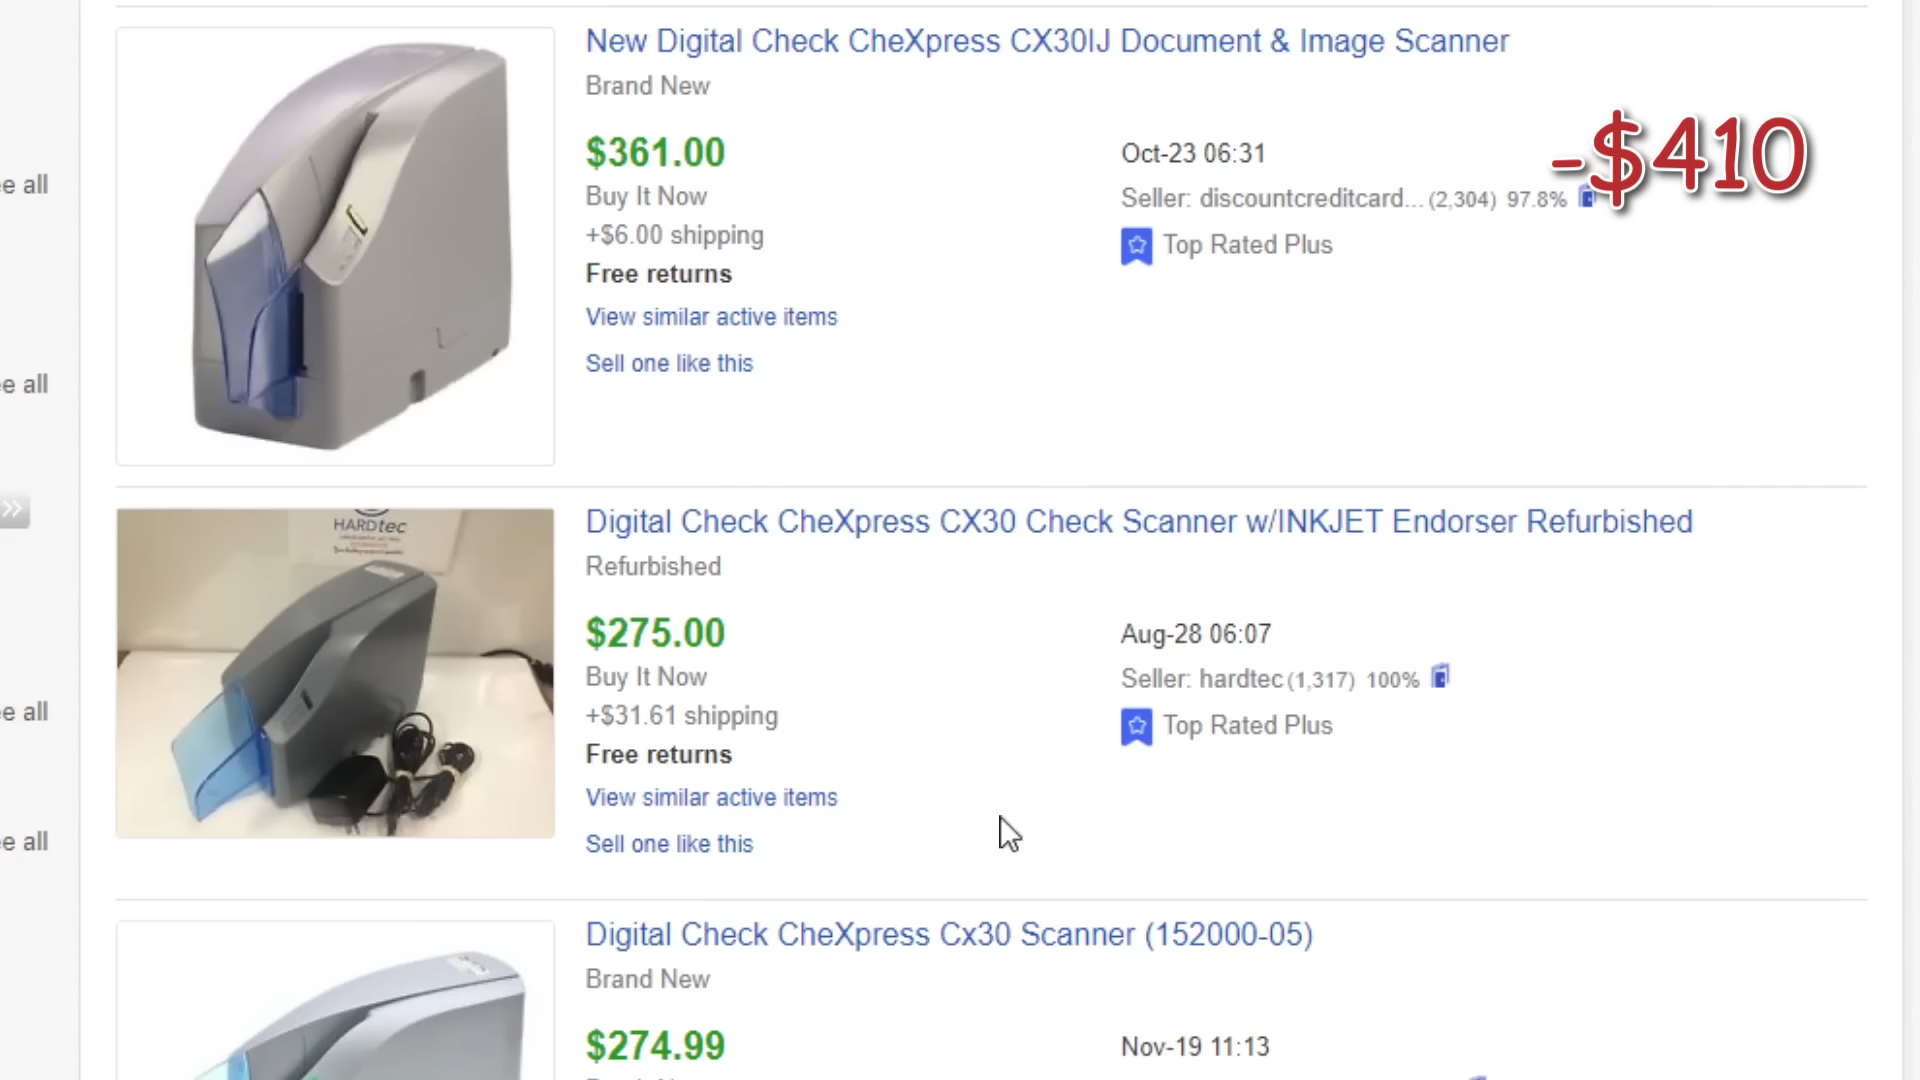 New Digital Check CheXpress CX30IJ Document & Image Scanner
Brand New
$361.00
Buy It Now
+$6.00 shipping
Free returns
View similar active items
Sell one like this
Oct-23 06:31
Seller: discountcreditcard... (2,304) 97.8%
Top Rated Plus
-$410
e all
e all
HARDtec
Digital Check CheXpress CX30 Check Scanner w/INKJET Endorser Refurbished
Refurbished
$275.00
Buy It Now
+$31.61 shipping
Free returns
View similar active items
Sell one like this
Aug-28 06:07
Seller: hardtec (1,317) 100%
Top Rated Plus
e all
e all
Digital Check CheXpress Cx30 Scanner (152000-05)
Brand New
$274.99
Nov-19 11:13